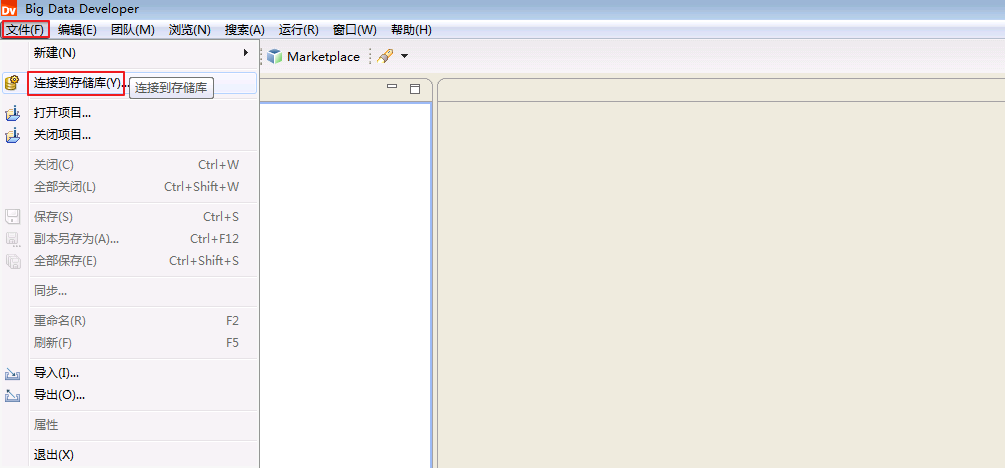 Dv Big Data Developer
文件(F) 编辑(E) 团队(M) 浏览(N) 搜索(A) 运行(R) 窗口(W) 帮助(H)
新建(N)
Marketplace
连接到存储库(Y)...
连接到存储库
打开项目...
关闭项目...
关闭(C) Ctrl+W
全部关闭(L) Ctrl+Shift+W
保存(S) Ctrl+S
副本另存为(A)... Ctrl+F12
全部保存(E) Ctrl+Shift+S
同步...
重命名(R) F2
刷新(F) F5
导入(I)...
导出(O)...
属性
退出(X)